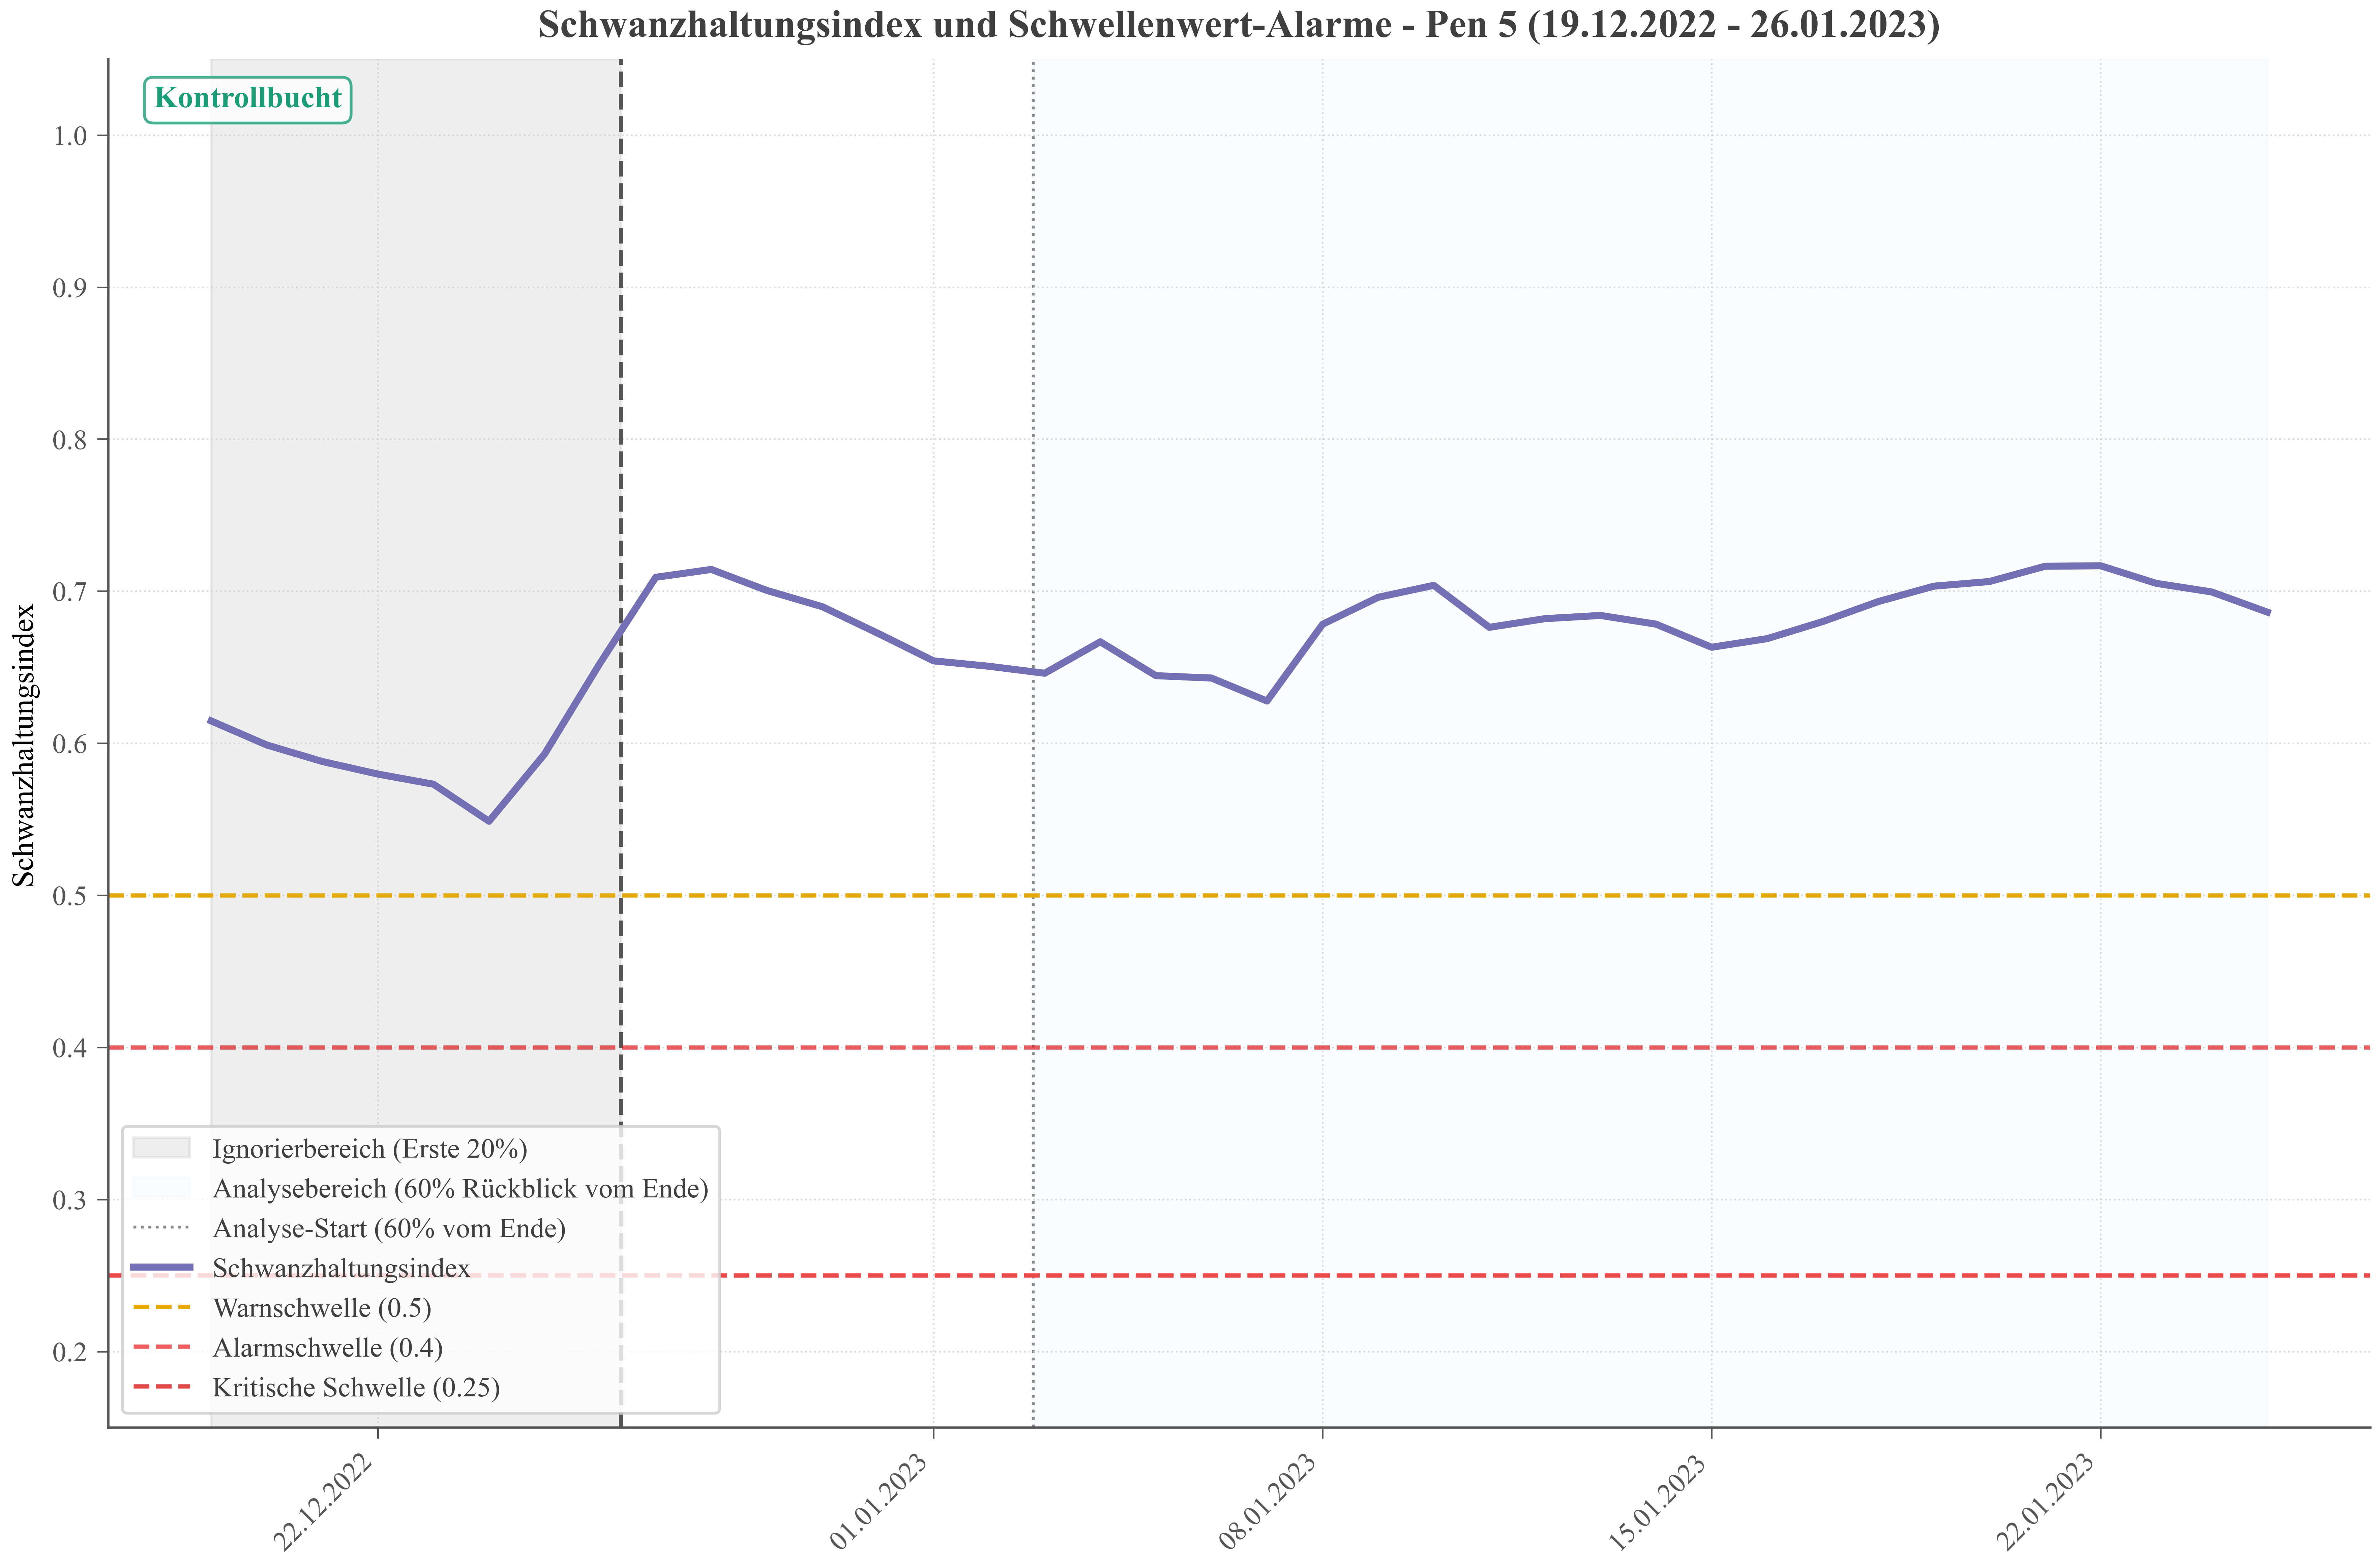 Schwanzhaltungsindex und Schwellenwert-Alarme - Pen 5 (19.12.2022 - 26.01.2023)
Kontrollbucht
1.0
0.9
0.8
0.7
0.6
0.5
0.4
0.3
0.2
Schwanzhaltungsindex
Ignorierbereich (Erste 20%)
Analysebereich (60% Rückblick vom Ende)
Analyse-Start (60% vom Ende)
Schwanzhaltungsindex
Warnschwelle (0.5)
Alarmschwelle (0.4)
Kritische Schwelle (0.25)
22.12.2022
01.01.2023
08.01.2023
15.01.2023
22.01.2023